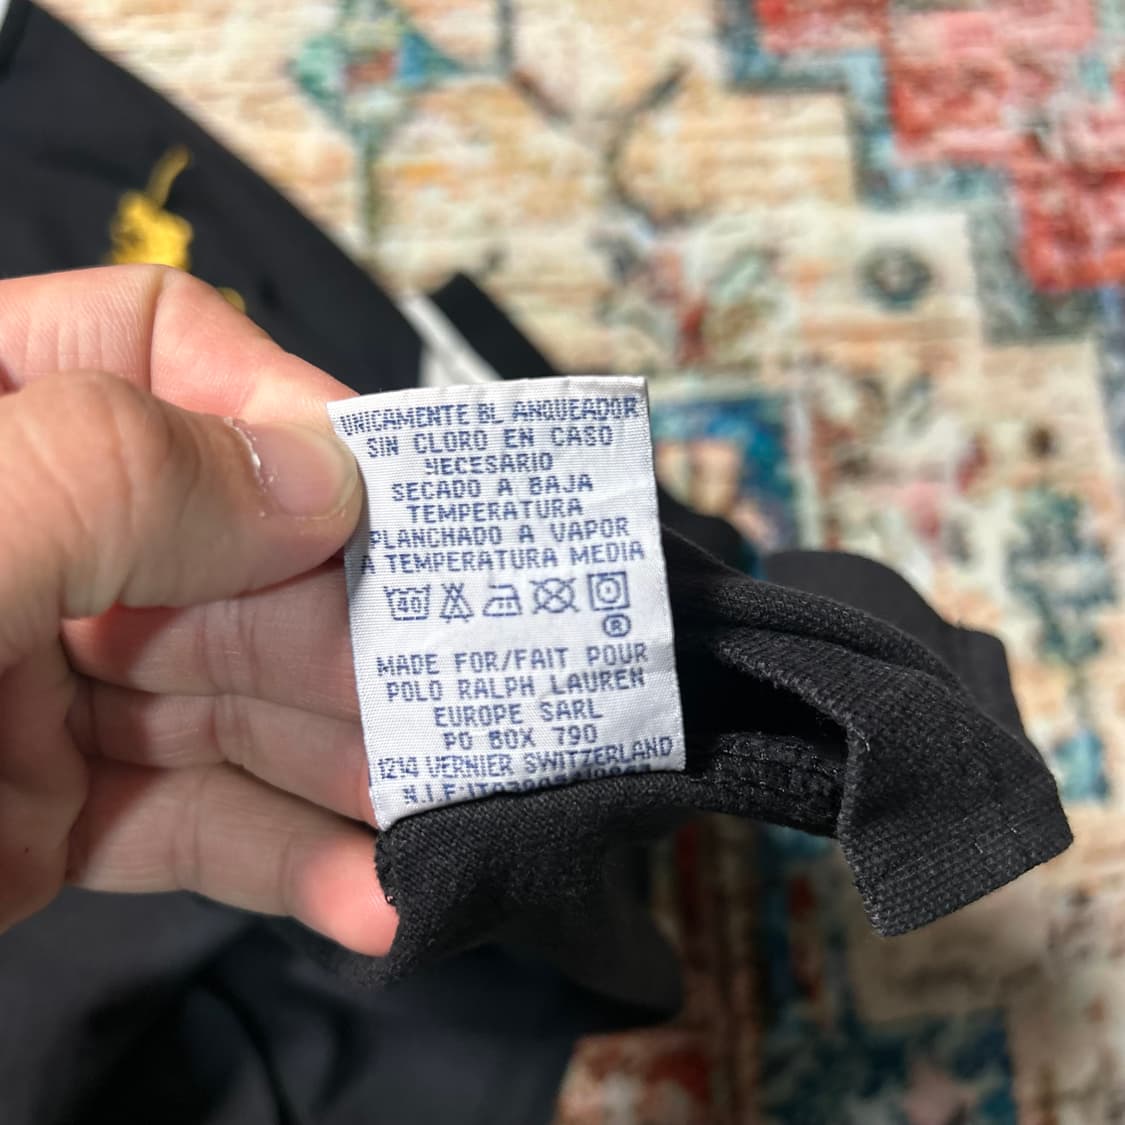 UNICAMENTE BLANQUEADOR
SIN CLORO EN CASO
NECESARIO
SECADO A BAJA
TEMPERATURA
PLANCHADO A VAPOR
A TEMPERATURA MEDIA
40
®
MADE FOR/FAIT POUR
POLO RALPH LAUREN
EUROPE SARL
PO BOX 790
1214 VERNIER SWITZERLAND